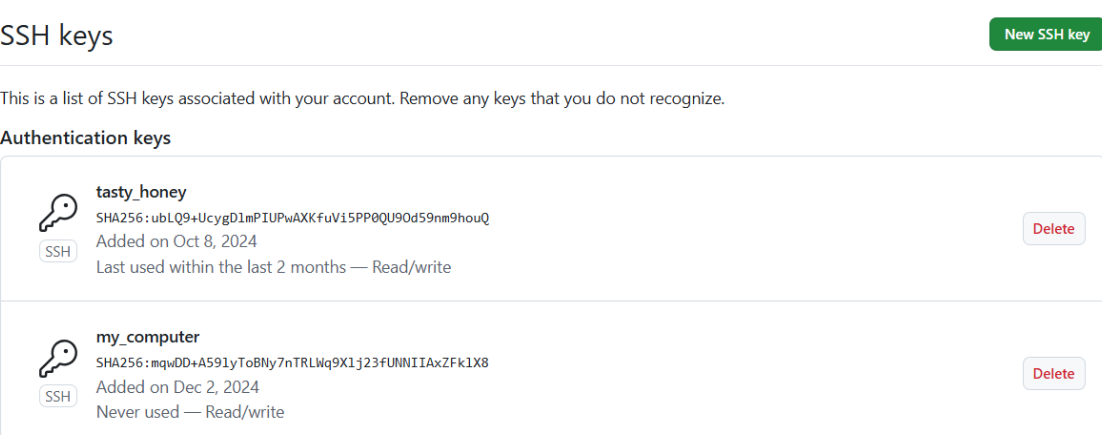 SSH keys
New SSH key
This is a list of SSH keys associated with your account. Remove any keys that you do not recognize.
Authentication keys
tasty_honey
SHA256:ubLQ9+UcygDlmPIUPwAXKfuVi5PP0QU9Od59nm9houQ
SSH
Added on Oct 8, 2024
Last used within the last 2 months — Read/write
Delete
my_computer
SHA256:mqwDD+A59lyToBNy7nTRLWq9Xlj23fUNNIIAxZFklX8
SSH
Added on Dec 2, 2024
Never used — Read/write
Delete